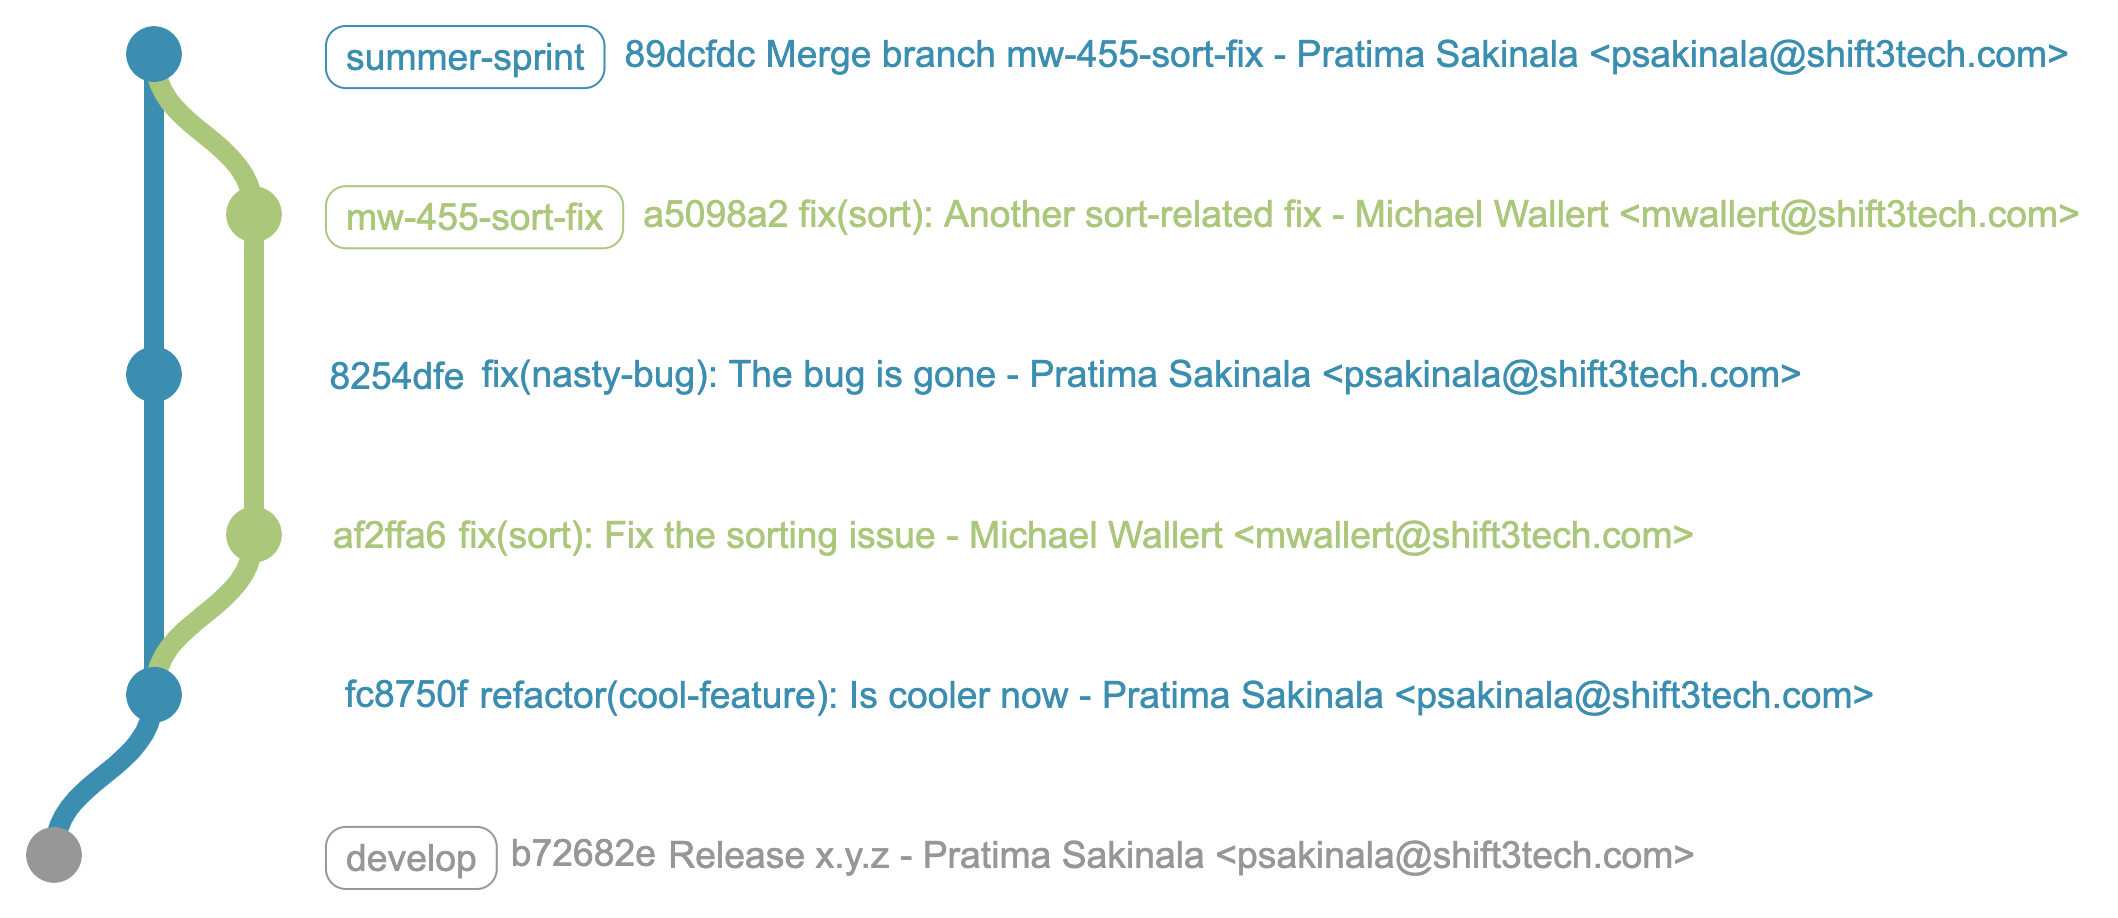 summer-sprint 89dcfdc Merge branch mw-455-sort-fix - Pratima Sakinala <psakinala@shift3tech.com>
mw-455-sort-fix a5098a2 fix(sort): Another sort-related fix - Michael Wallert <mwallert@shift3tech.com>
8254dfe fix(nasty-bug): The bug is gone - Pratima Sakinala <psakinala@shift3tech.com>
af2ffa6 fix(sort): Fix the sorting issue - Michael Wallert <mwallert@shift3tech.com>
fc8750f refactor(cool-feature): Is cooler now - Pratima Sakinala <psakinala@shift3tech.com>
develop b72682e Release x.y.z - Pratima Sakinala <psakinala@shift3tech.com>